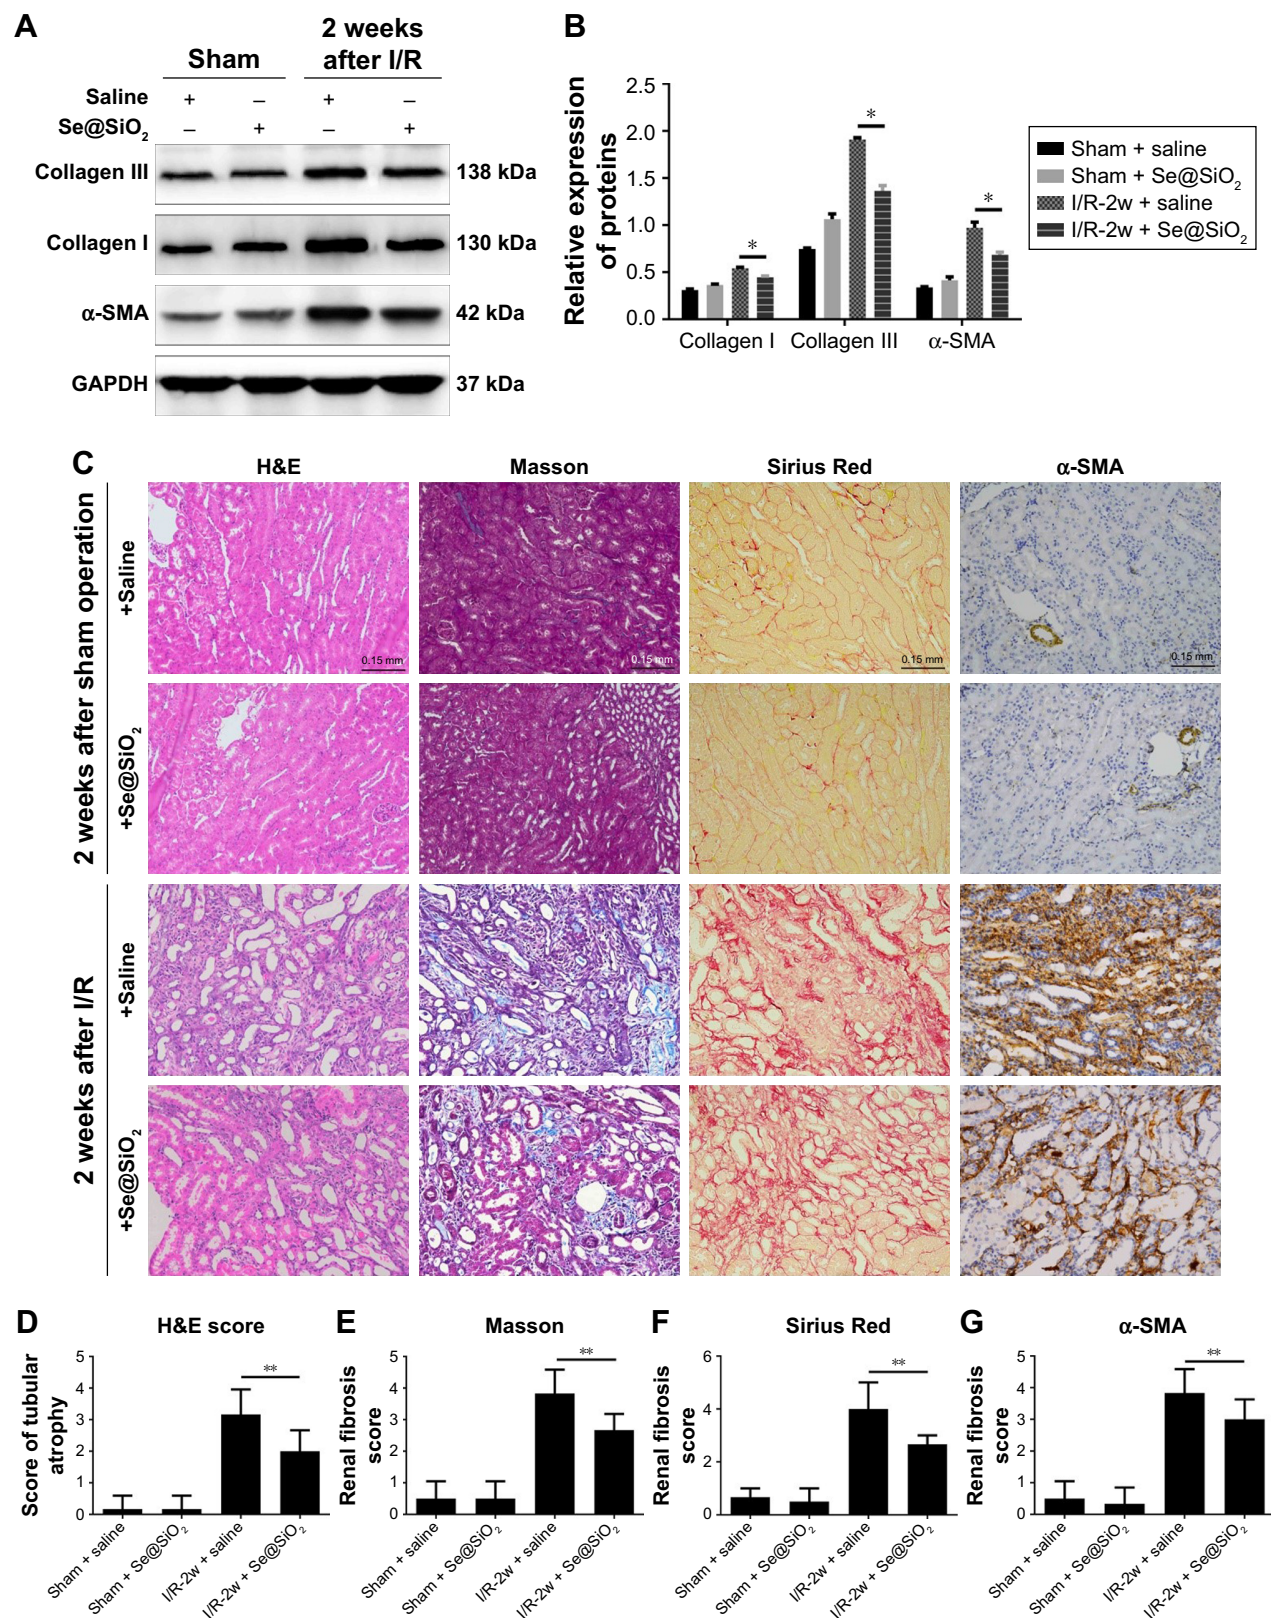 A
Sham
2 weeks
after I/R
Saline + – + –
Se@SiO2 – + – +
Collagen III 138 kDa
Collagen I 130 kDa
α-SMA 42 kDa
GAPDH 37 kDa
B
Relative expression
of proteins
2.5
2.0
1.5
1.0
0.5
0.0
*
*
*
Collagen I Collagen III α-SMA
Sham + saline
Sham + Se@SiO2
I/R-2w + saline
I/R-2w + Se@SiO2
C
H&E Masson Sirius Red α-SMA
2 weeks after sham operation
+Saline
0.15 mm 0.15 mm 0.15 mm 0.15 mm
+Se@SiO2
2 weeks after I/R
+Saline
+Se@SiO2
D
H&E score
Score of tubular
atrophy
5
4
3
2
1
0
**
Sham + saline
Sham + Se@SiO2
I/R-2w + saline
I/R-2w + Se@SiO2
E
Masson
Renal fibrosis
score
5
4
3
2
1
0
**
Sham + saline
Sham + Se@SiO2
I/R-2w + saline
I/R-2w + Se@SiO2
F
Sirius Red
Renal fibrosis
score
6
4
2
0
**
Sham + saline
Sham + Se@SiO2
I/R-2w + saline
I/R-2w + Se@SiO2
G
α-SMA
Renal fibrosis
score
5
4
3
2
1
0
**
Sham + saline
Sham + Se@SiO2
I/R-2w + saline
I/R-2w + Se@SiO2